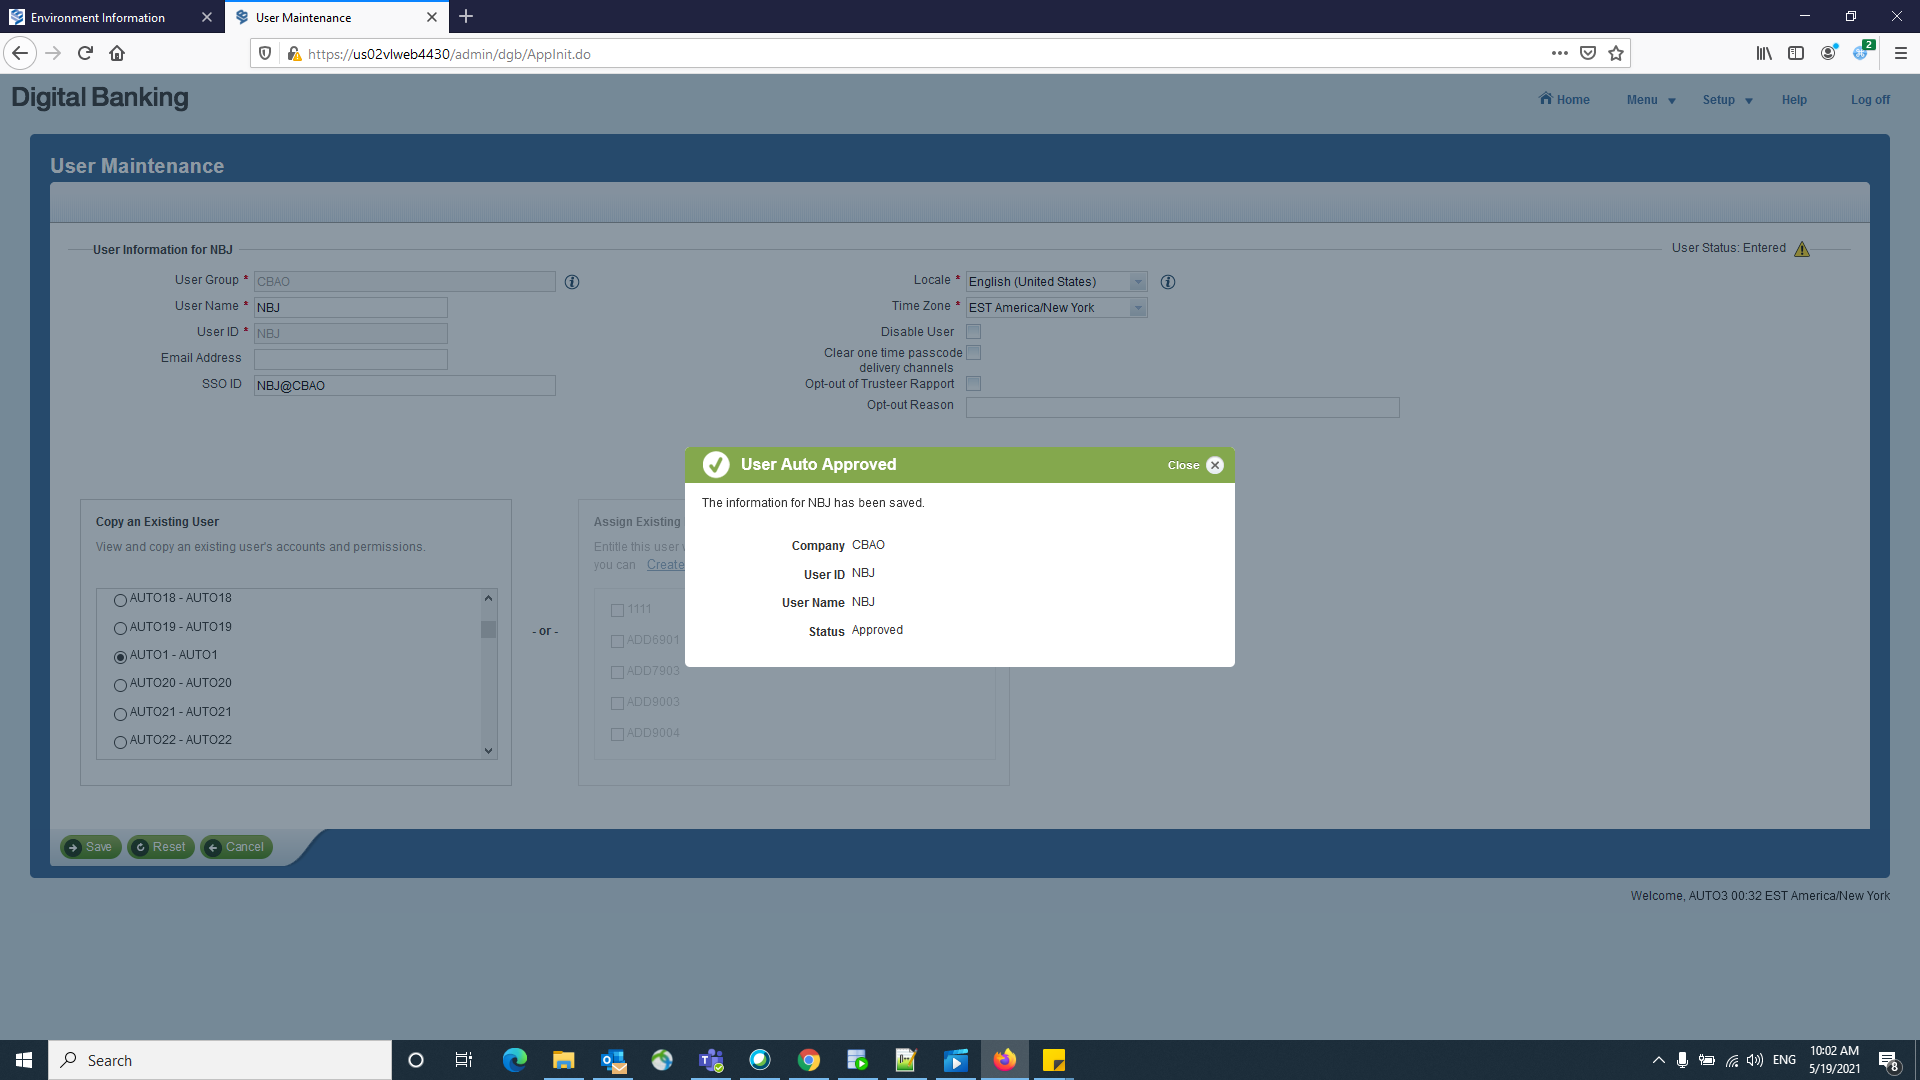 Environment Information
User Maintenance
https://us02vlweb4430/admin/dgb/AppInit.do
2
Digital Banking
Home
Menu
Setup
Help
Log off
User Maintenance
User Information for NBJ
User Status: Entered
User Group * CBAO
User Name * NBJ
User ID * NBJ
Email Address
SSO ID NBJ@CBAO
Locale * English (United States)
Time Zone * EST America/New York
Disable User
Clear one time passcode
delivery channels
Opt-out of Trusteer Rapport
Opt-out Reason
User Auto Approved
Close
The information for NBJ has been saved.
Company CBAO
User ID NBJ
User Name NBJ
Status Approved
Copy an Existing User
View and copy an existing user's accounts and permissions.
AUTO18 - AUTO18
AUTO19 - AUTO19
AUTO1 - AUTO1
AUTO20 - AUTO20
AUTO21 - AUTO21
AUTO22 - AUTO22
- or -
Assign Existing
Entitle this user
you can Create
1111
ADD6901
ADD7903
ADD9003
ADD9004
Save
Reset
Cancel
Welcome, AUTO3 00:32 EST America/New York
Search
ENG
10:02 AM
5/19/2021
8